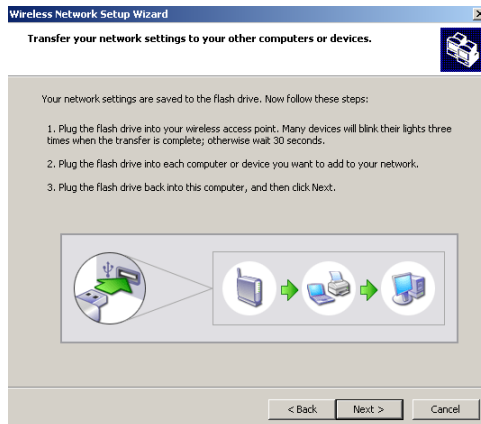 Wireless Network Setup Wizard
Transfer your network settings to your other computers or devices.
Your network settings are saved to the flash drive. Now follow these steps:
1. Plug the flash drive into your wireless access point. Many devices will blink their lights three
times when the transfer is complete; otherwise wait 30 seconds.
2. Plug the flash drive into each computer or device you want to add to your network.
3. Plug the flash drive back into this computer, and then click Next.
< Back Next > Cancel